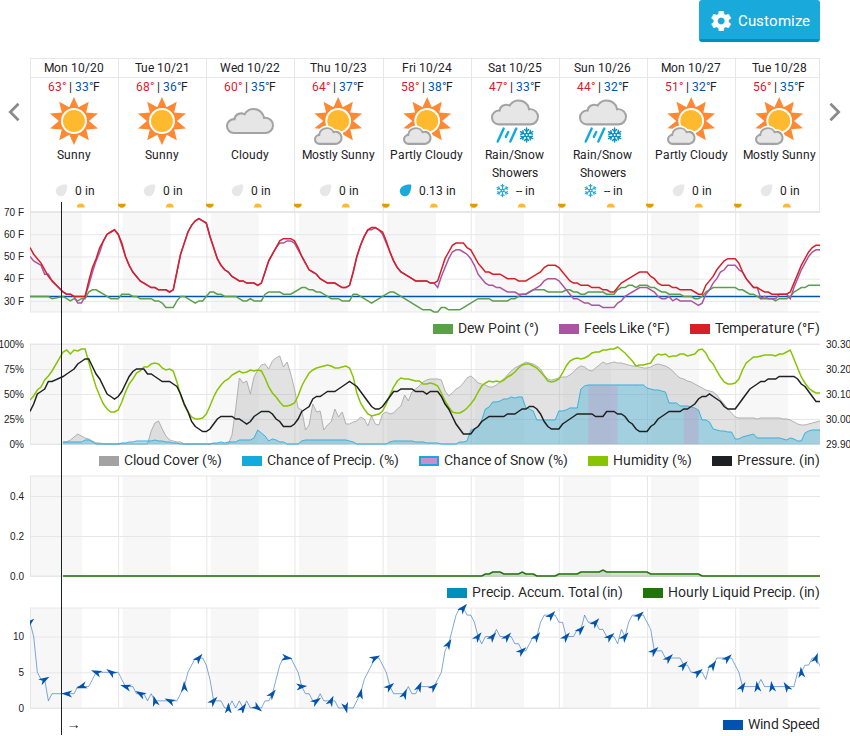 Customize
Mon 10/20 Tue 10/21 Wed 10/22 Thu 10/23 Fri 10/24 Sat 10/25 Sun 10/26 Mon 10/27 Tue 10/28
63° | 33°F 68° | 36°F 60° | 35°F 64° | 37°F 58° | 38°F 47° | 33°F 44° | 32°F 51° | 32°F 56° | 35°F
Sunny Sunny Cloudy Mostly Sunny Partly Cloudy Rain/Snow Rain/Snow Partly Cloudy Mostly Sunny
Showers Showers
0 in 0 in 0 in 0 in 0.13 in -- in -- in 0 in 0 in
70 F
60 F
50 F
40 F
30 F
Dew Point (°) Feels Like (°F) Temperature (°F)
100% 30.30
75% 30.20
50% 30.10
25% 30.00
0% 29.90
Cloud Cover (%) Chance of Precip. (%) Chance of Snow (%) Humidity (%) Pressure. (in)
0.4
0.2
0.0
Precip. Accum. Total (in) Hourly Liquid Precip. (in)
10
5
0
→ Wind Speed